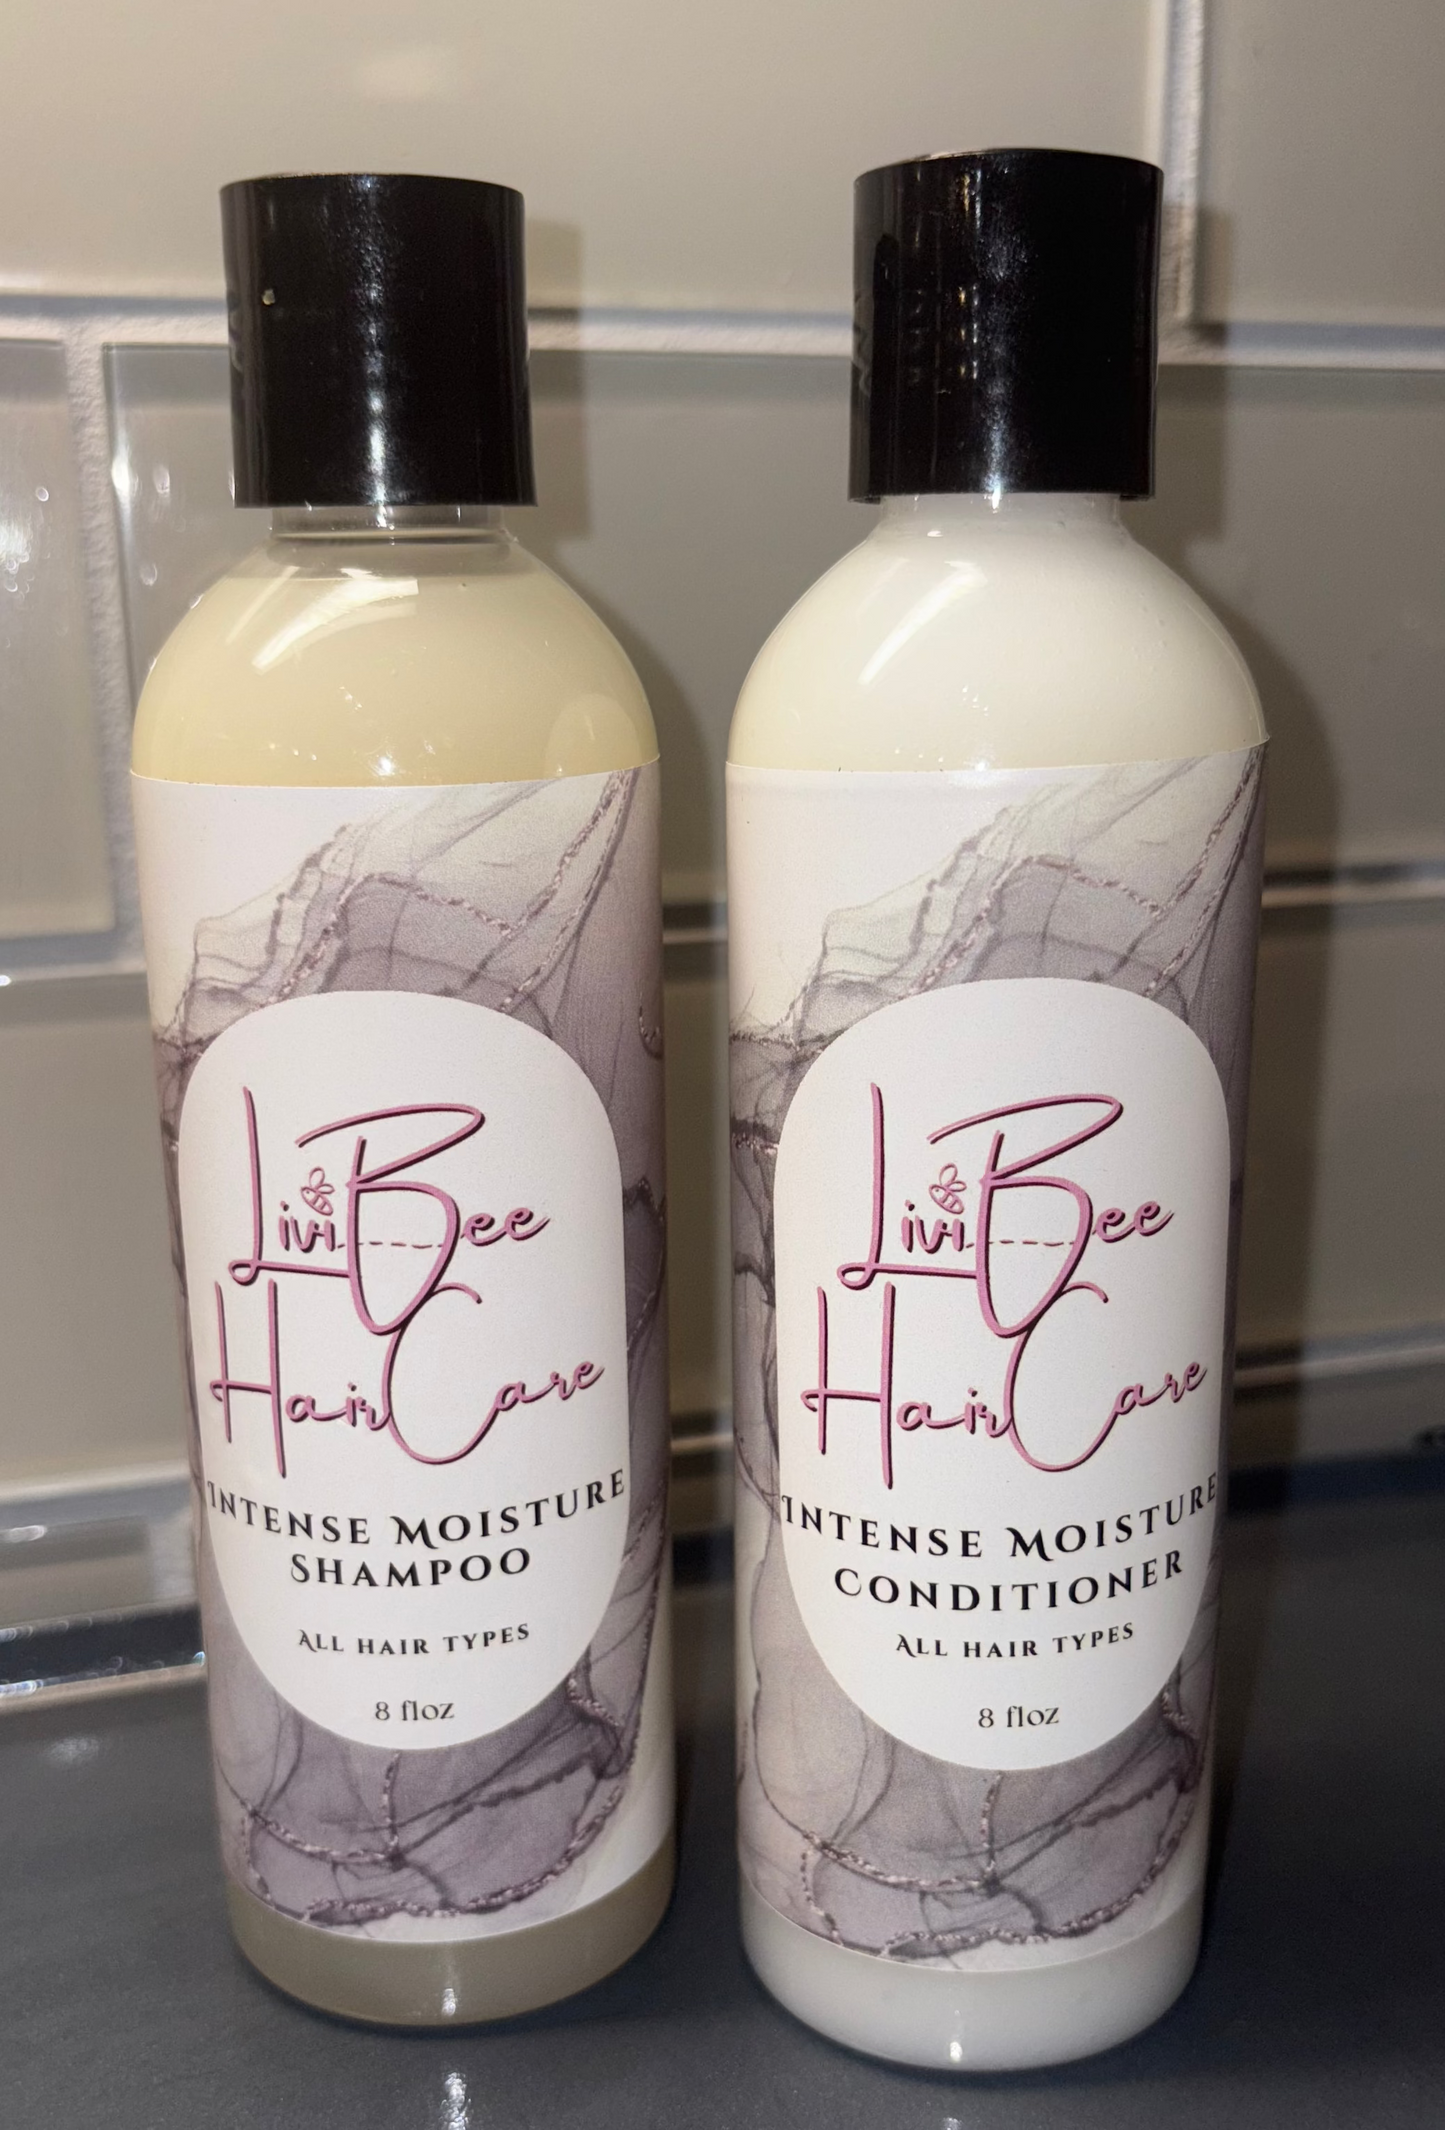 LiviBee
HairCare
Intense Moisture
Shampoo
All hair types
8 floz
LiviBee
HairCare
Intense Moisture
Conditioner
All hair types
8 floz